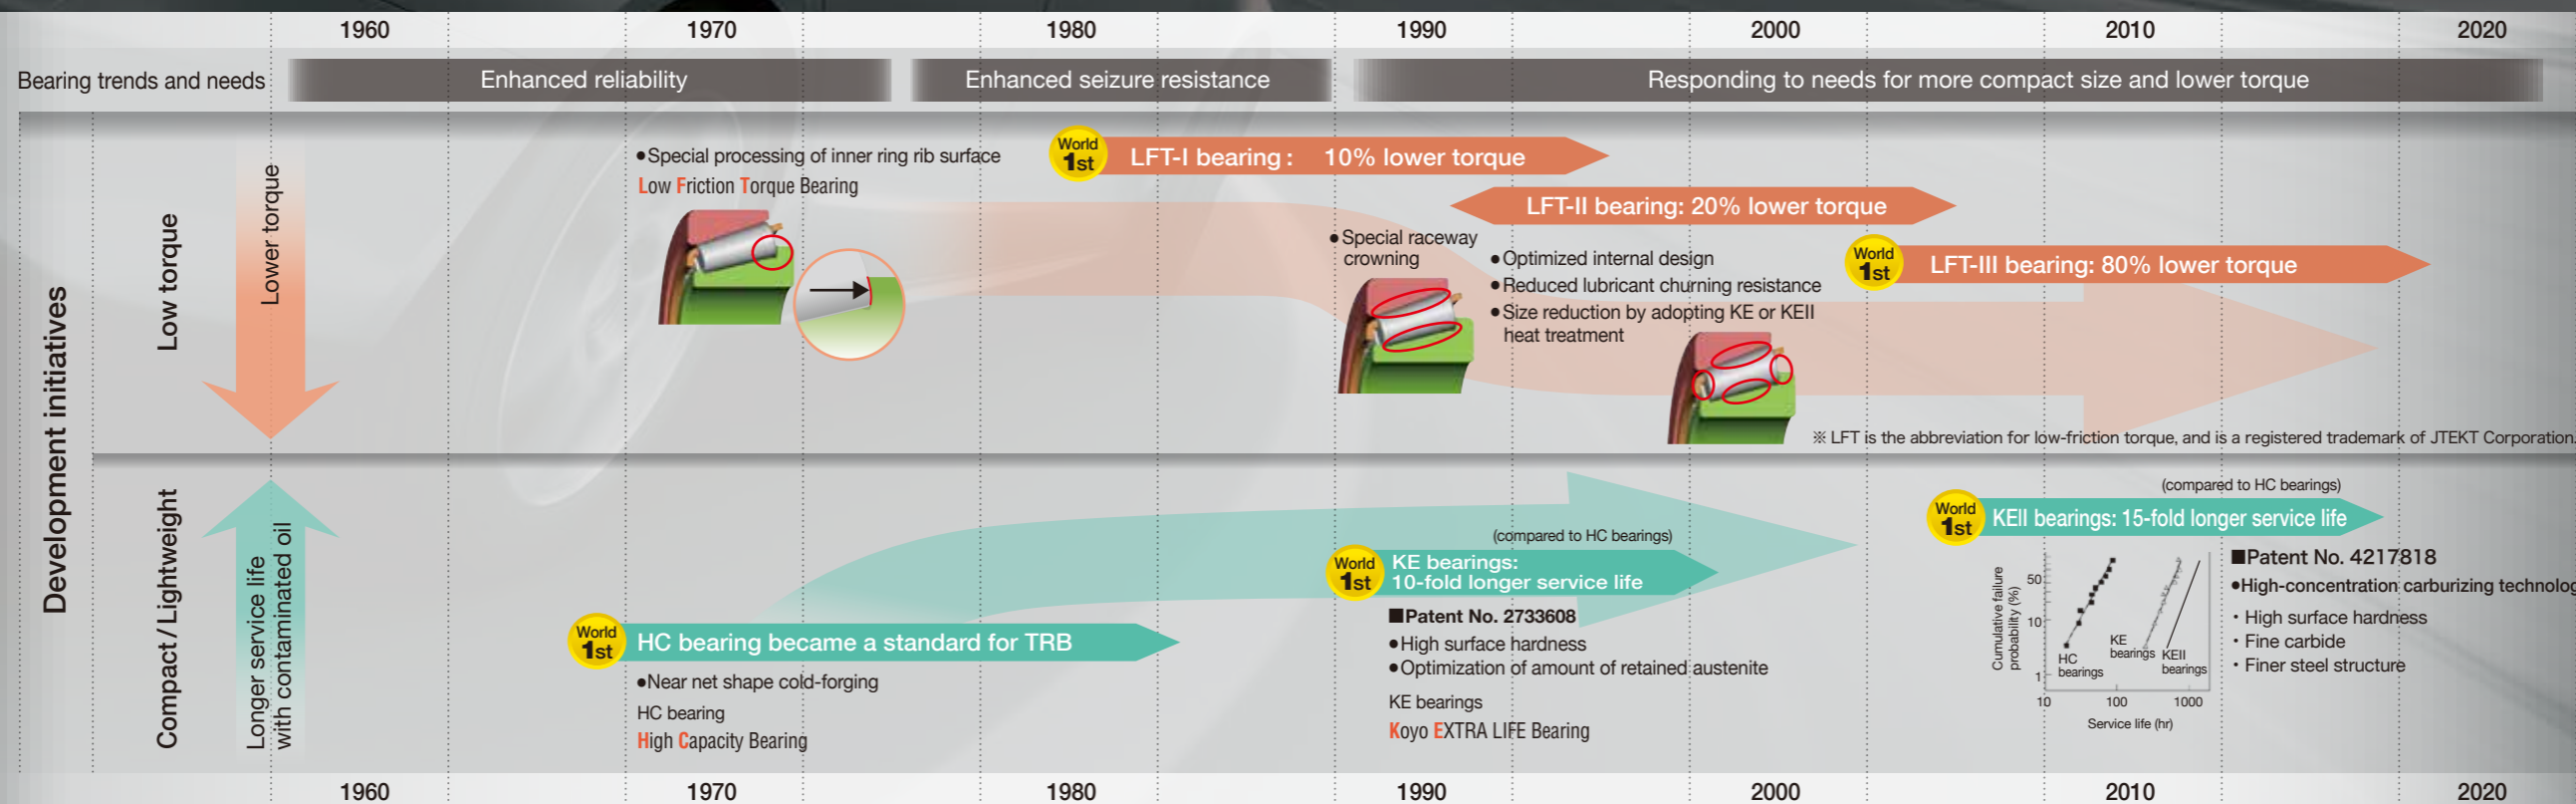 1960 1970 1980 1990 2000 2010 2020
Bearing trends and needs
Enhanced reliability
Enhanced seizure resistance
Responding to needs for more compact size and lower torque
Development initiatives
Low torque
Lower torque
●Special processing of inner ring rib surface
Low Friction Torque Bearing
World
1st
LFT-I bearing : 10% lower torque
LFT-II bearing: 20% lower torque
●Special raceway
crowning
●Optimized internal design
●Reduced lubricant churning resistance
●Size reduction by adopting KE or KEII
heat treatment
World
1st
LFT-III bearing: 80% lower torque
※ LFT is the abbreviation for low-friction torque, and is a registered trademark of JTEKT Corporation.
Compact / Lightweight
Longer service life
with contaminated oil
World
1st
HC bearing became a standard for TRB
●Near net shape cold-forging
HC bearing
High Capacity Bearing
(compared to HC bearings)
World
1st
KE bearings:
10-fold longer service life
■Patent No. 2733608
●High surface hardness
●Optimization of amount of retained austenite
KE bearings
Koyo EXTRA LIFE Bearing
(compared to HC bearings)
World
1st
KEII bearings: 15-fold longer service life
Cumulative failure
probability (%)
50
10
1
HC
bearings
KE
bearings
KEII
bearings
10 100 1000
Service life (hr)
■Patent No. 4217818
●High-concentration carburizing technolog
・High surface hardness
・Fine carbide
・Finer steel structure
1960 1970 1980 1990 2000 2010 2020